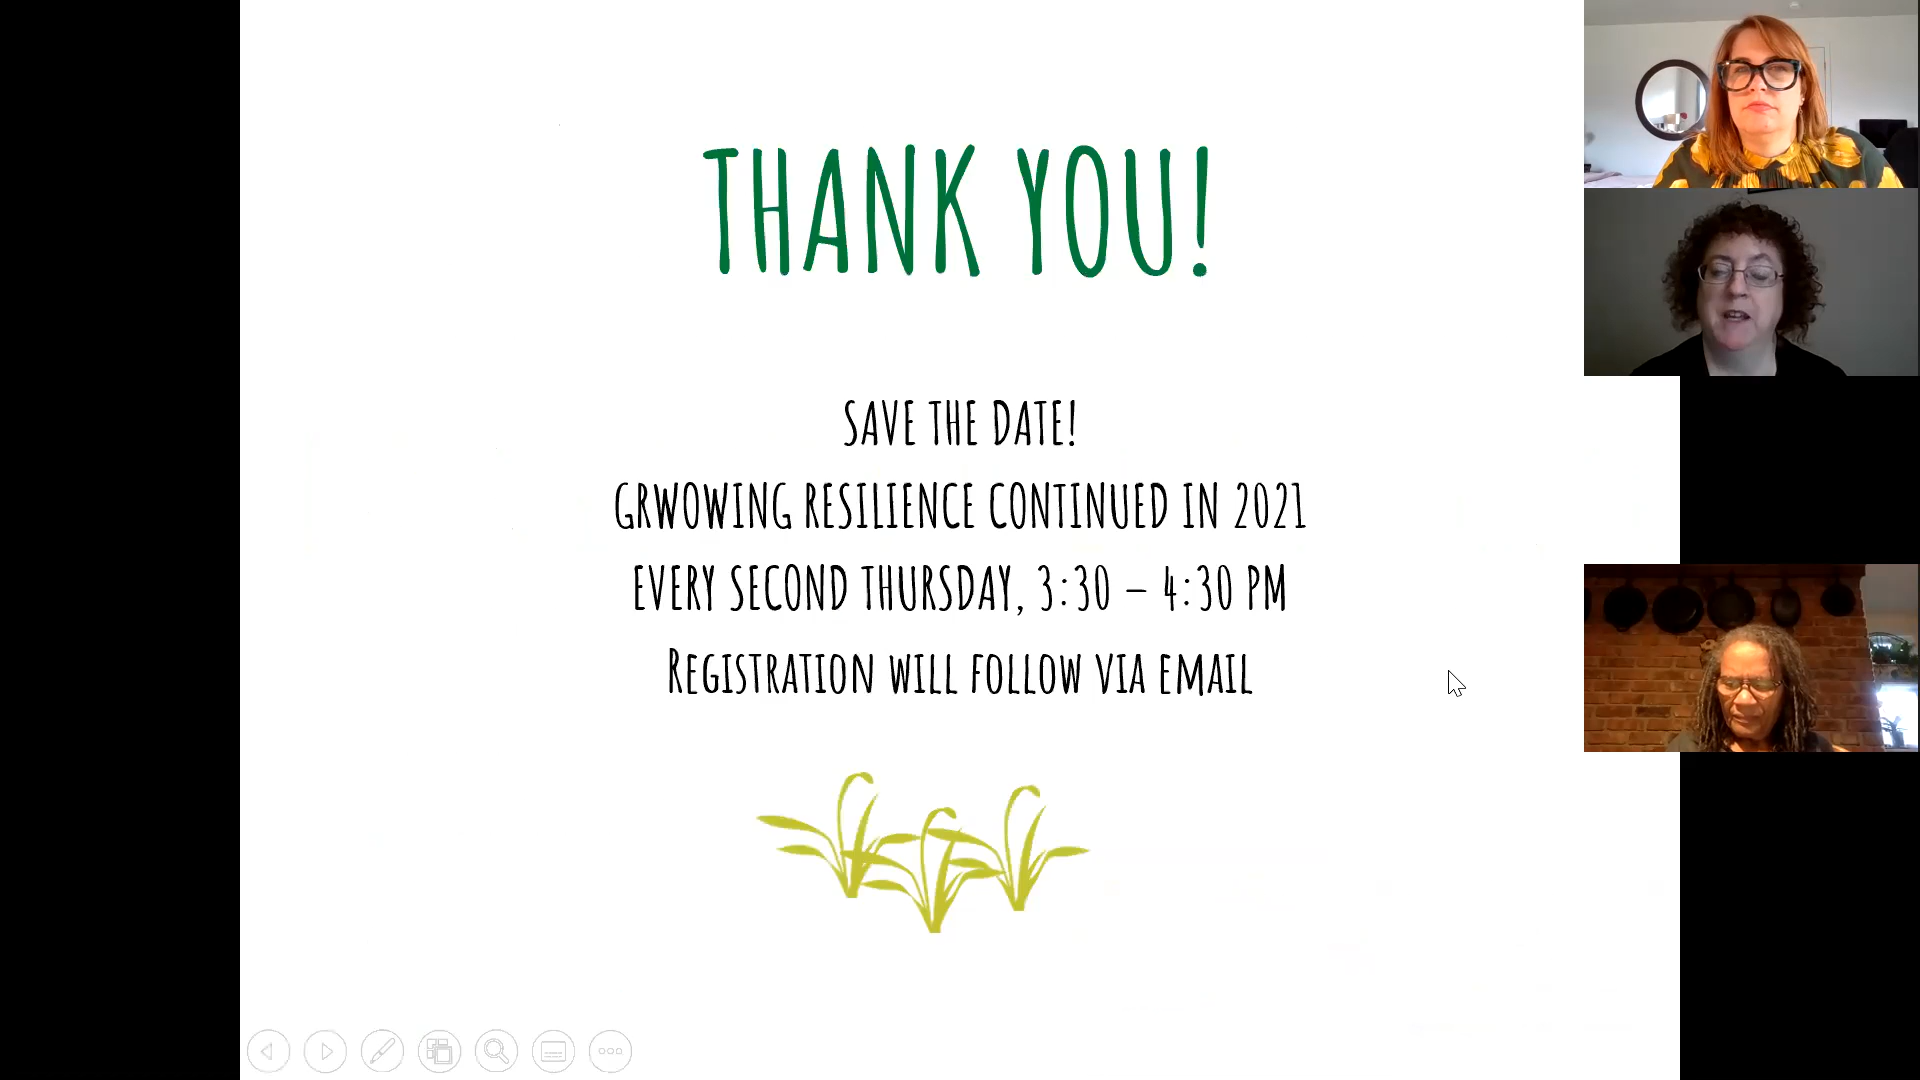 THANK YOU!
SAVE THE DATE!
GRWOWING RESILIENCE CONTINUED IN 2021
EVERY SECOND THURSDAY, 3:30 – 4:30 PM
REGISTRATION WILL FOLLOW VIA EMAIL